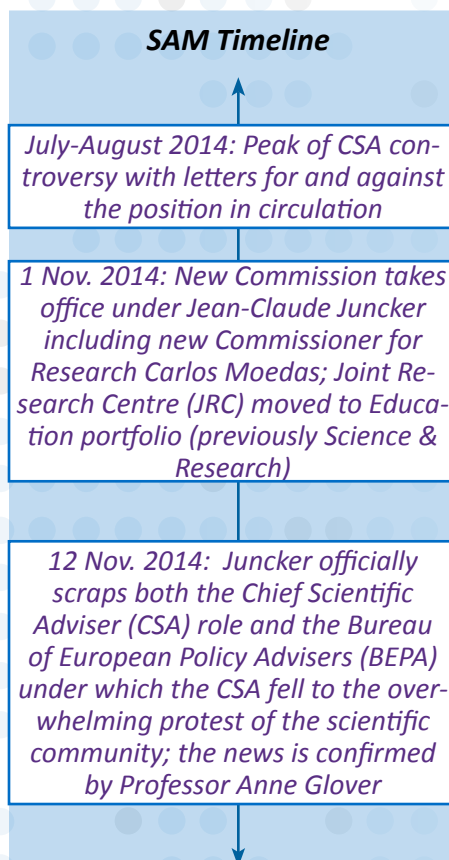 SAM Timeline
July-August 2014: Peak of CSA con-
troversy with letters for and against
the position in circulation
1 Nov. 2014: New Commission takes
office under Jean-Claude Juncker
including new Commissioner for
Research Carlos Moedas; Joint Re-
search Centre (JRC) moved to Educa-
tion portfolio (previously Science &
Research)
12 Nov. 2014: Juncker officially
scraps both the Chief Scientific
Adviser (CSA) role and the Bureau
of European Policy Advisers (BEPA)
under which the CSA fell to the over-
whelming protest of the scientific
community; the news is confirmed
by Professor Anne Glover